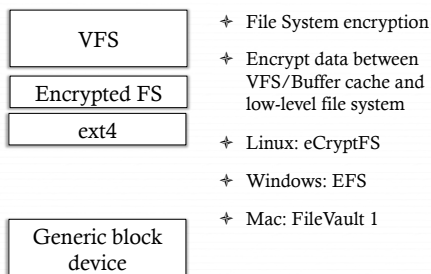 VFS
Encrypted FS
ext4
Generic block
device
✦ File System encryption
✦ Encrypt data between
VFS/Buffer cache and
low-level file system
✦ Linux: eCryptFS
✦ Windows: EFS
✦ Mac: FileVault 1